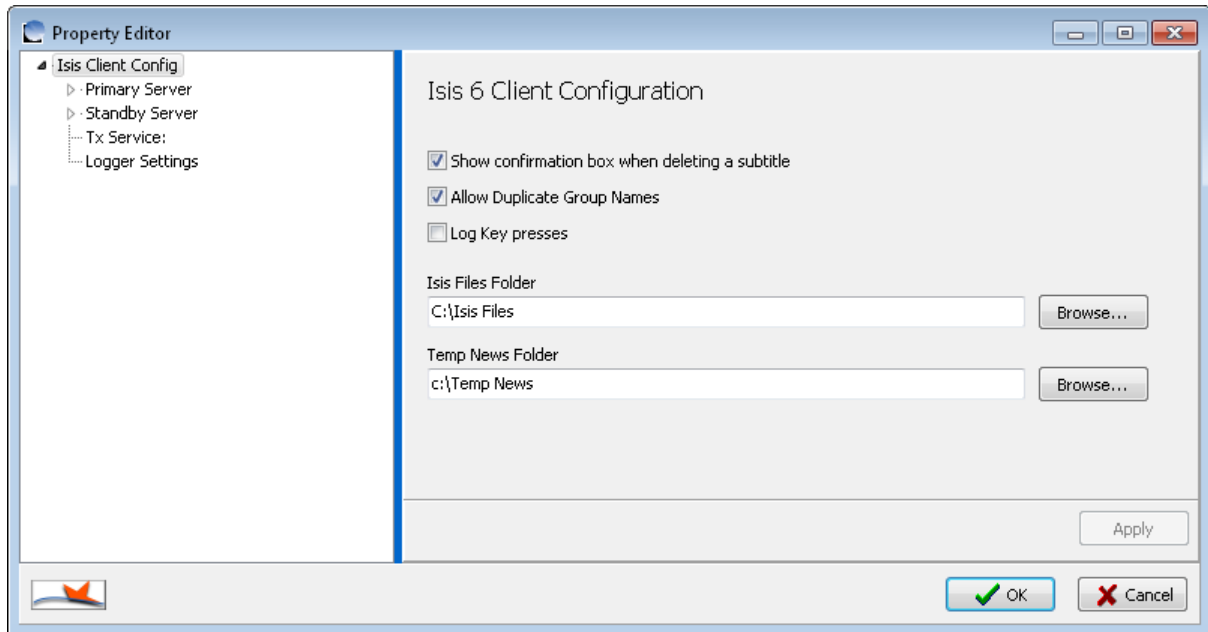 Property Editor
Isis Client Config
Primary Server
Standby Server
Tx Service:
Logger Settings
Isis 6 Client Configuration
Show confirmation box when deleting a subtitle
Allow Duplicate Group Names
Log Key presses
Isis Files Folder
C:\Isis Files
Browse...
Temp News Folder
c:\Temp News
Browse...
Apply
OK
Cancel